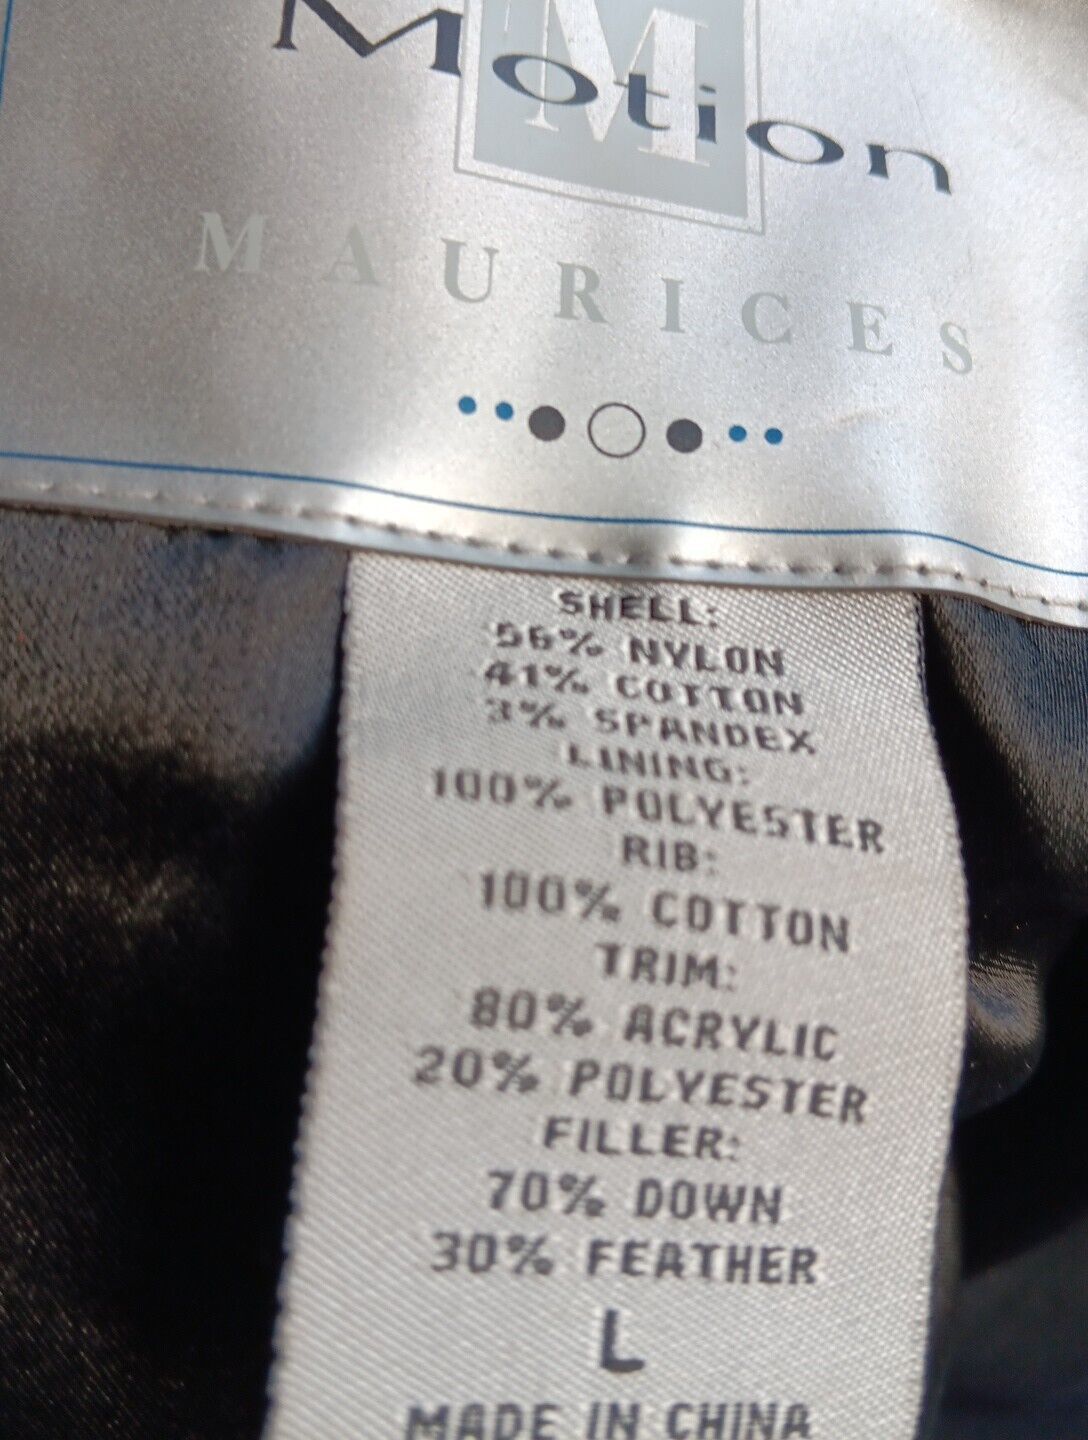 M
Motion
MAURICES
SHELL:
56% NYLON
41% COTTON
3% SPANDEX
LINING:
100% POLYESTER
RIB:
100% COTTON
TRIM:
80% ACRYLIC
20% POLYESTER
FILLER:
70% DOWN
30% FEATHER
L
MADE IN CHINA